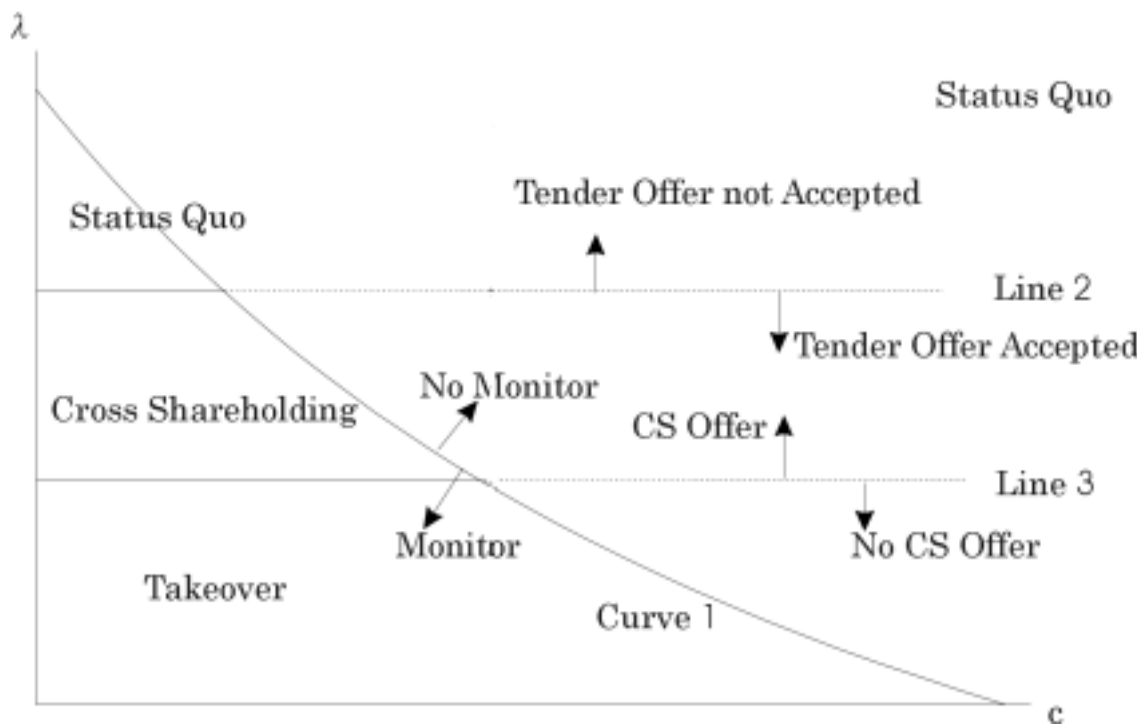 λ
Status Quo
Tender Offer not Accepted
Status Quo
Line 2
Tender Offer Accepted
No Monitor
Cross Shareholding
CS Offer
Line 3
Monitor
No CS Offer
Takeover
Curve 1
c